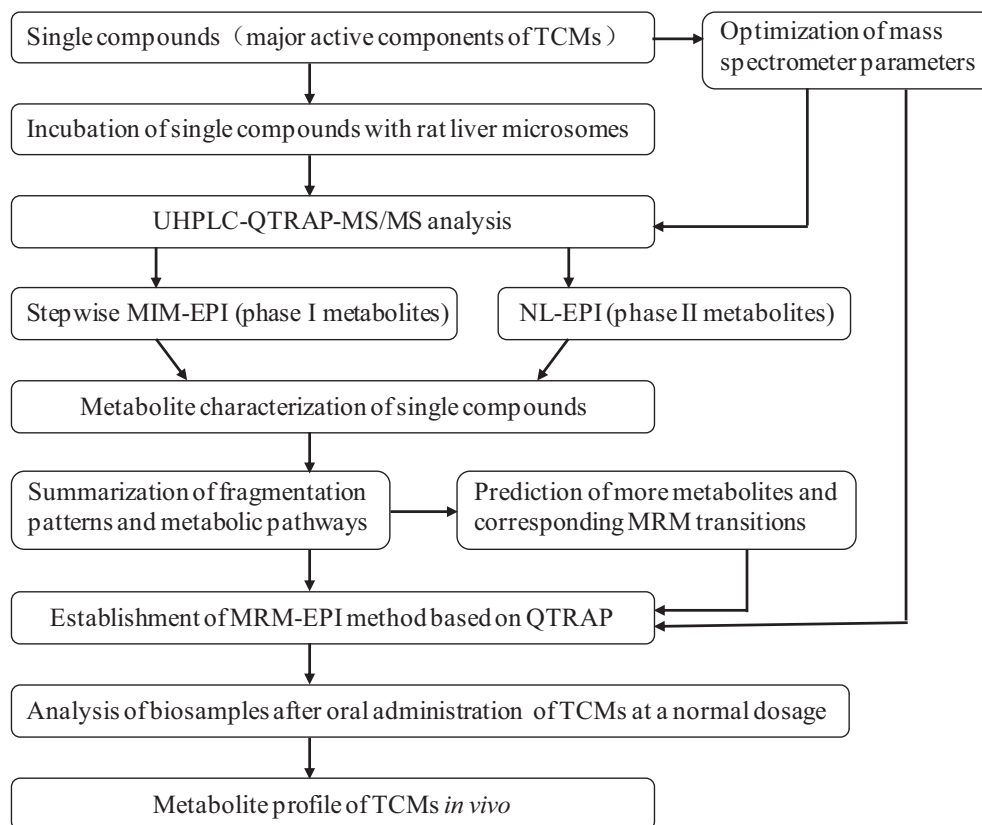 Single compounds（major active components of TCMs）
Optimization of mass
spectrometer parameters
Incubation of single compounds with rat liver microsomes
UHPLC-QTRAP-MS/MS analysis
Stepwise MIM-EPI (phase I metabolites)
NL-EPI (phase II metabolites)
Metabolite characterization of single compounds
Summarization of fragmentation
patterns and metabolic pathways
Prediction of more metabolites and
corresponding MRM transitions
Establishment of MRM-EPI method based on QTRAP
Analysis of biosamples after oral administration of TCMs at a normal dosage
Metabolite profile of TCMs in vivo